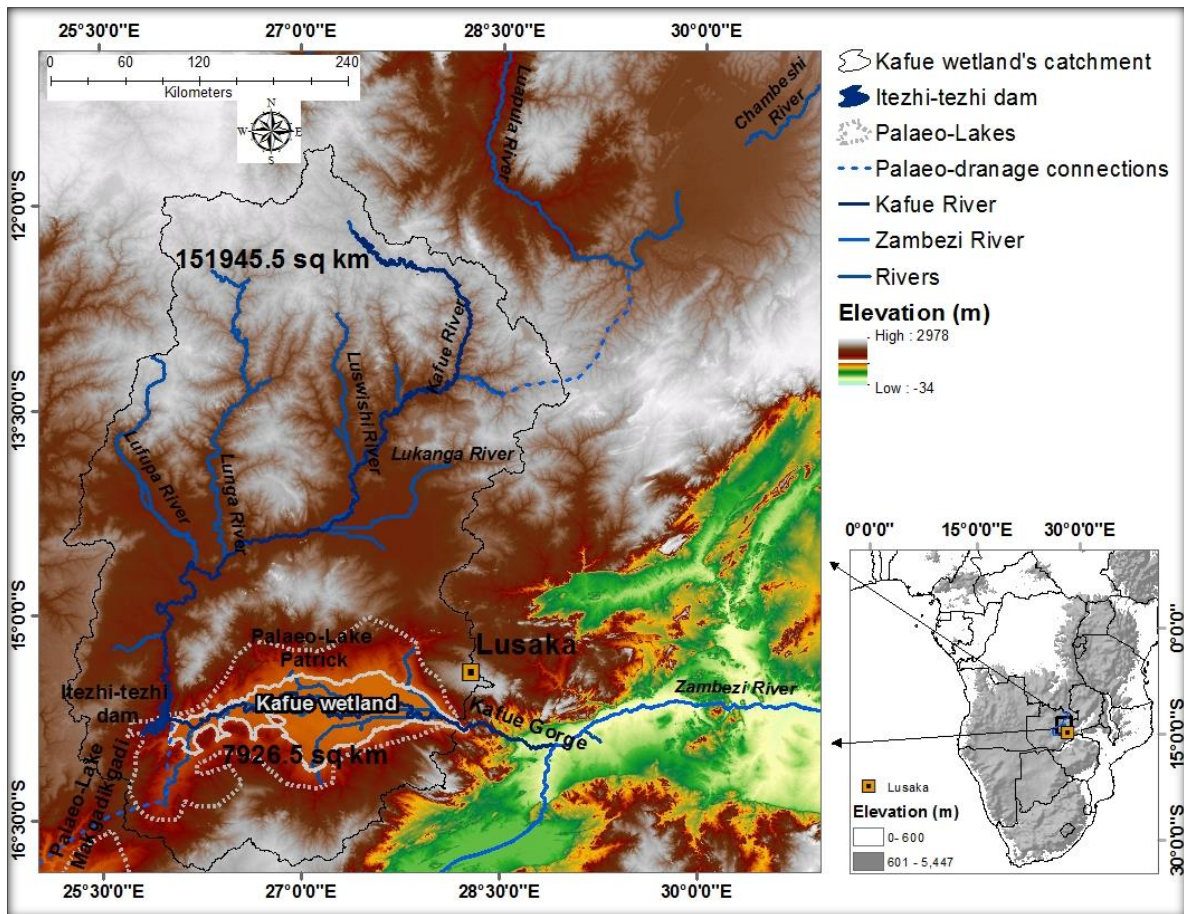 25°30'0"E 27°0'0"E 28°30'0"E 30°0'0"E
0 60 120 240
Kilometers
N
W E
S
Luapula River
Chambeshi
River
12°0'0"S
13°30'0"S
15°0'0"S
16°30'0"S
151945.5 sq km
Kafue River
Luswishi River
Lukanga River
Lufupa River
Lunga River
Palaeo-Lake
Patrick
Lusaka
Itezhi-tezhi
dam
Kafue wetland
Zambezi River
Kafue Gorge
7926.5 sq km
Palaeo-Lake
Makgadikgadi
25°30'0"E 27°0'0"E 28°30'0"E 30°0'0"E
Kafue wetland's catchment
Itezhi-tezhi dam
Palaeo-Lakes
Palaeo-dranage connections
Kafue River
Zambezi River
Rivers
Elevation (m)
High : 2978
Low : -34
0°0'0" 15°0'0"E 30°0'0"E
0°0'0"
15°0'0"S
30°0'0"S
Lusaka
Elevation (m)
0- 600
601 - 5,447